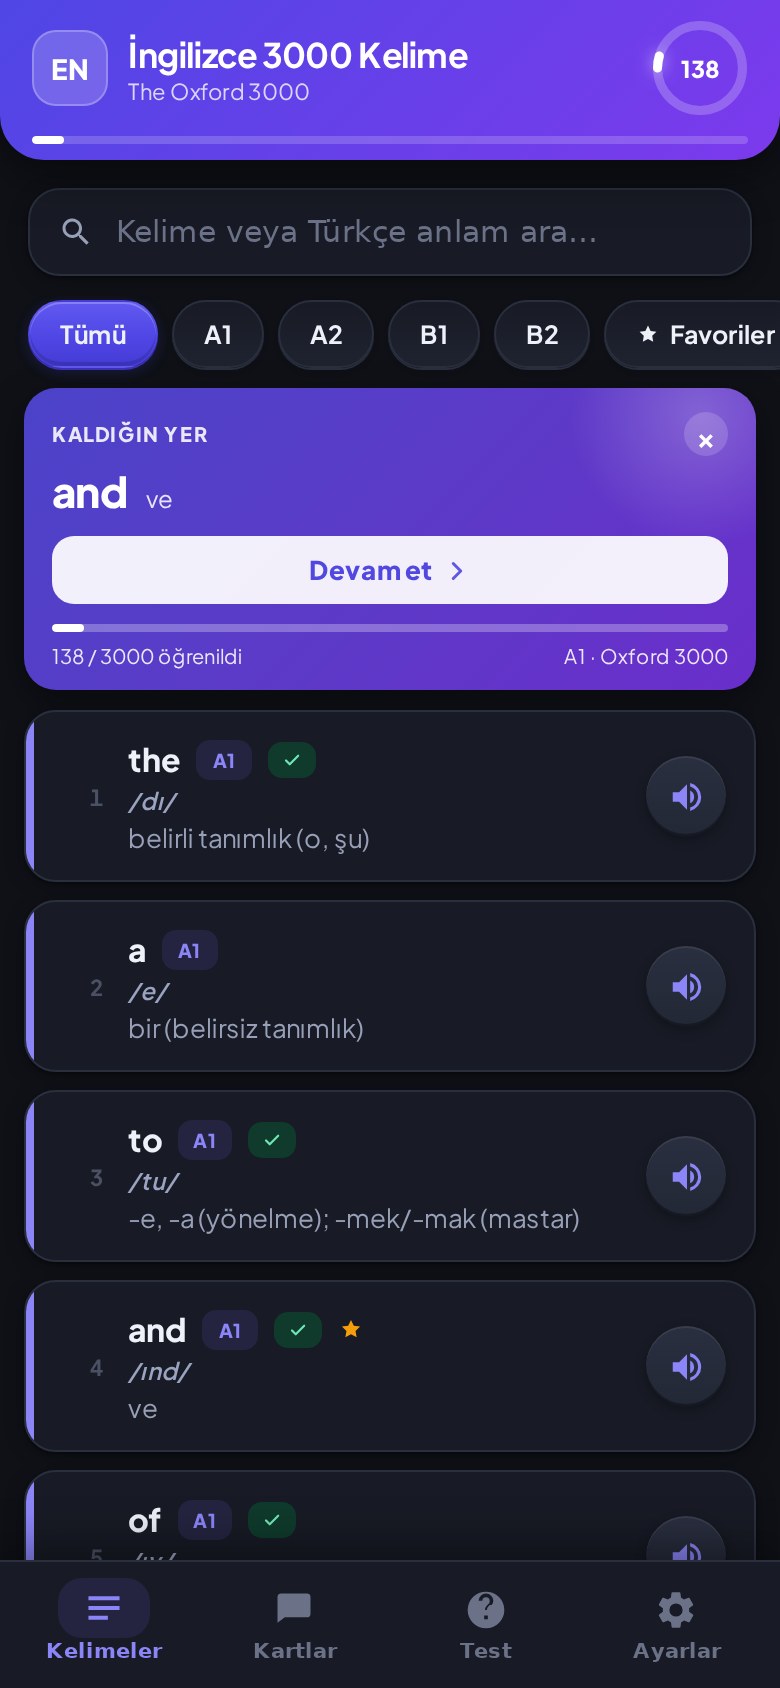 EN
İngilizce 3000 Kelime
The Oxford 3000
138
Kelime veya Türkçe anlam ara...
Tümü
A1
A2
B1
B2
Favoriler
KALDIĞIN YER
and ve
Devam et
138 / 3000 öğrenildi
A1 · Oxford 3000
the A1
1
/dı/
belirli tanımlık (o, şu)
a A1
2
/e/
bir (belirsiz tanımlık)
to A1
3
/tu/
-e, -a (yönelme); -mek/-mak (mastar)
and A1
4
/ınd/
ve
of A1
5
Kelimeler
Kartlar
Test
Ayarlar